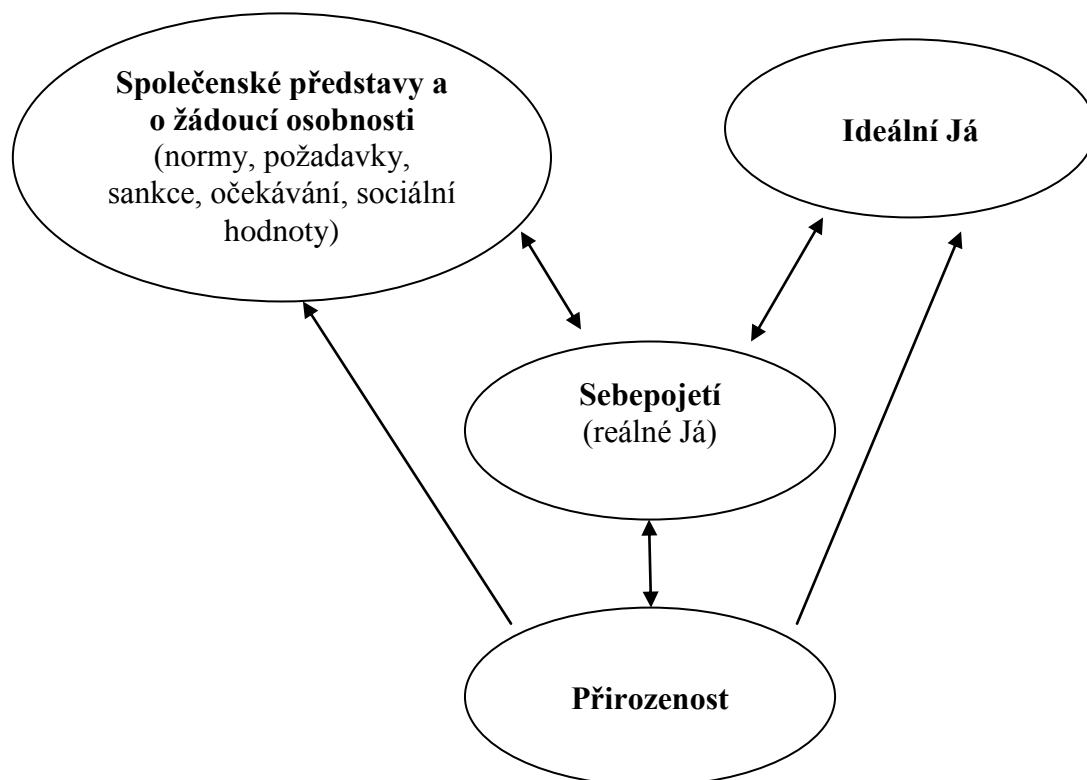 Společenské představy a
o žádoucí osobnosti
(normy, požadavky,
sankce, očekávání, sociální
hodnoty)
Ideální Já
Sebepojetí
(reálné Já)
Přirozenost